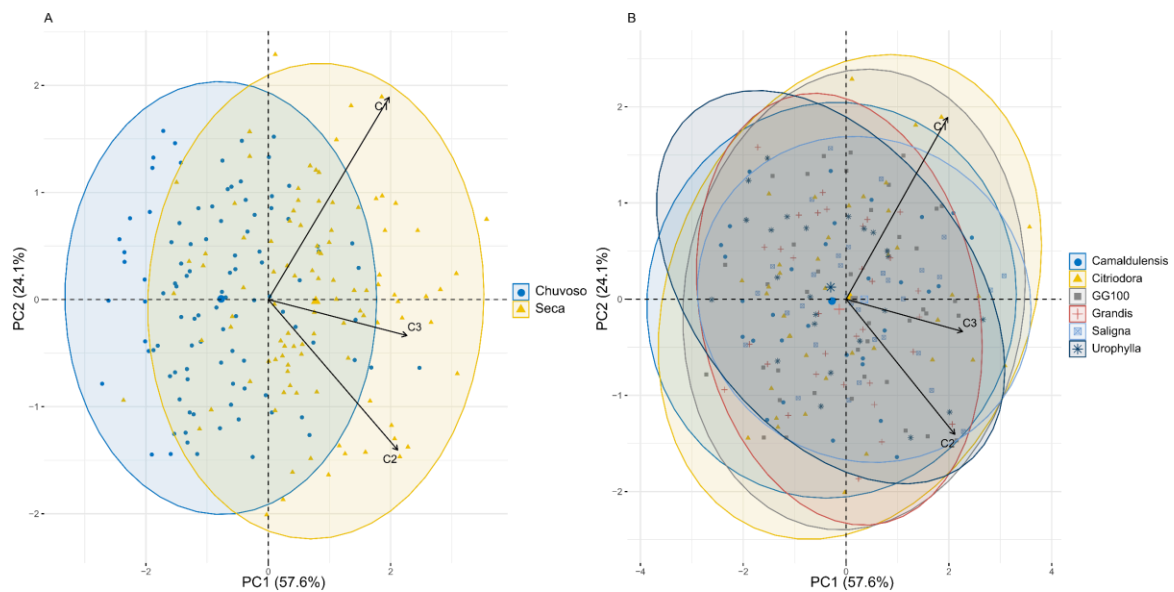 A
B
PC2 (24.1%)
2
1
0
−1
−2
C1
C3
C2
−2
0
2
PC1 (57.6%)
Chuvoso
Seca
PC2 (24.1%)
2
1
0
−1
−2
C1
C3
C2
−4
−2
0
2
4
PC1 (57.6%)
Camaldulensis
Citriodora
GG100
Grandis
Saligna
Urophylla